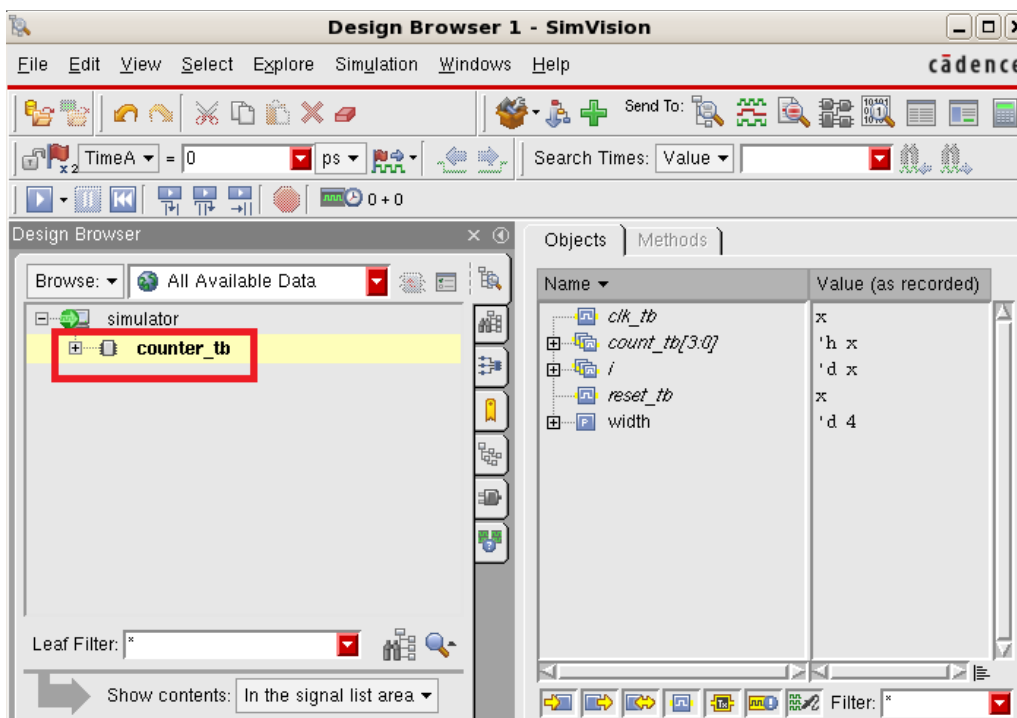 Design Browser 1 - SimVision
File Edit View Select Explore Simulation Windows Help cādence
Send To:
x2 TimeA = 0 ps Search Times: Value
0 + 0
Design Browser
Browse: All Available Data
simulator
counter_tb
Leaf Filter: *
Show contents: In the signal list area
Objects Methods
Name Value (as recorded)
clk_tb x
count_tb[3:0] 'h x
i 'd x
reset_tb x
width 'd 4
Filter: *